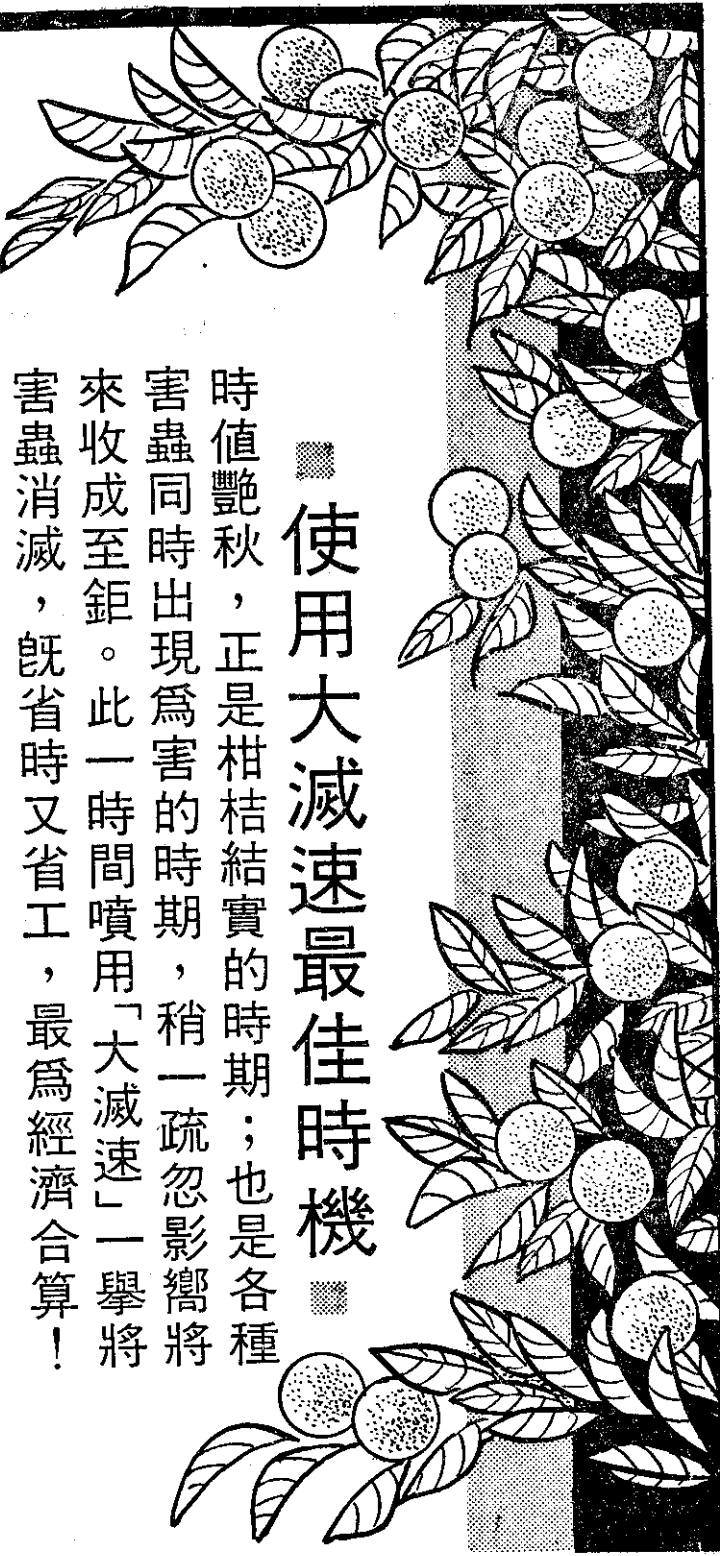 使用大滅速最佳時機
時値艷秋，正是柑桔結實的時期；也是各種
害蟲同時出現爲害的時期，稍一疏忽影嚮將
來收成至鉅。此一時間噴用「大滅速」一舉將
害蟲消滅，旣省時又省工，最爲經濟合算！